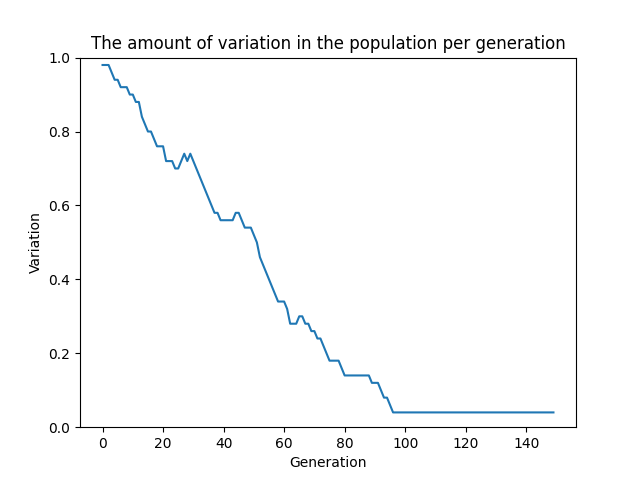 The amount of variation in the population per generation
1.0
0.8
0.6
0.4
0.2
0.0
Variation
0 20 40 60 80 100 120 140
Generation